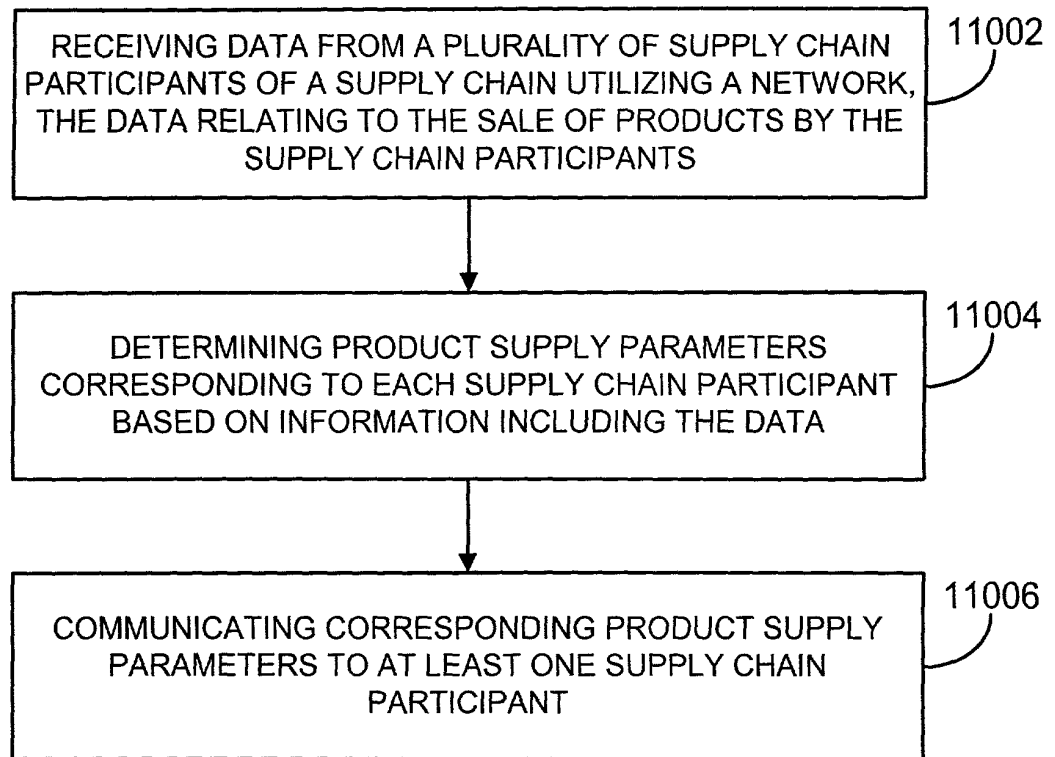 RECEIVING DATA FROM A PLURALITY OF SUPPLY CHAIN
PARTICIPANTS OF A SUPPLY CHAIN UTILIZING A NETWORK,
THE DATA RELATING TO THE SALE OF PRODUCTS BY THE
SUPPLY CHAIN PARTICIPANTS
11002
DETERMINING PRODUCT SUPPLY PARAMETERS
CORRESPONDING TO EACH SUPPLY CHAIN PARTICIPANT
BASED ON INFORMATION INCLUDING THE DATA
11004
COMMUNICATING CORRESPONDING PRODUCT SUPPLY
PARAMETERS TO AT LEAST ONE SUPPLY CHAIN
PARTICIPANT
11006